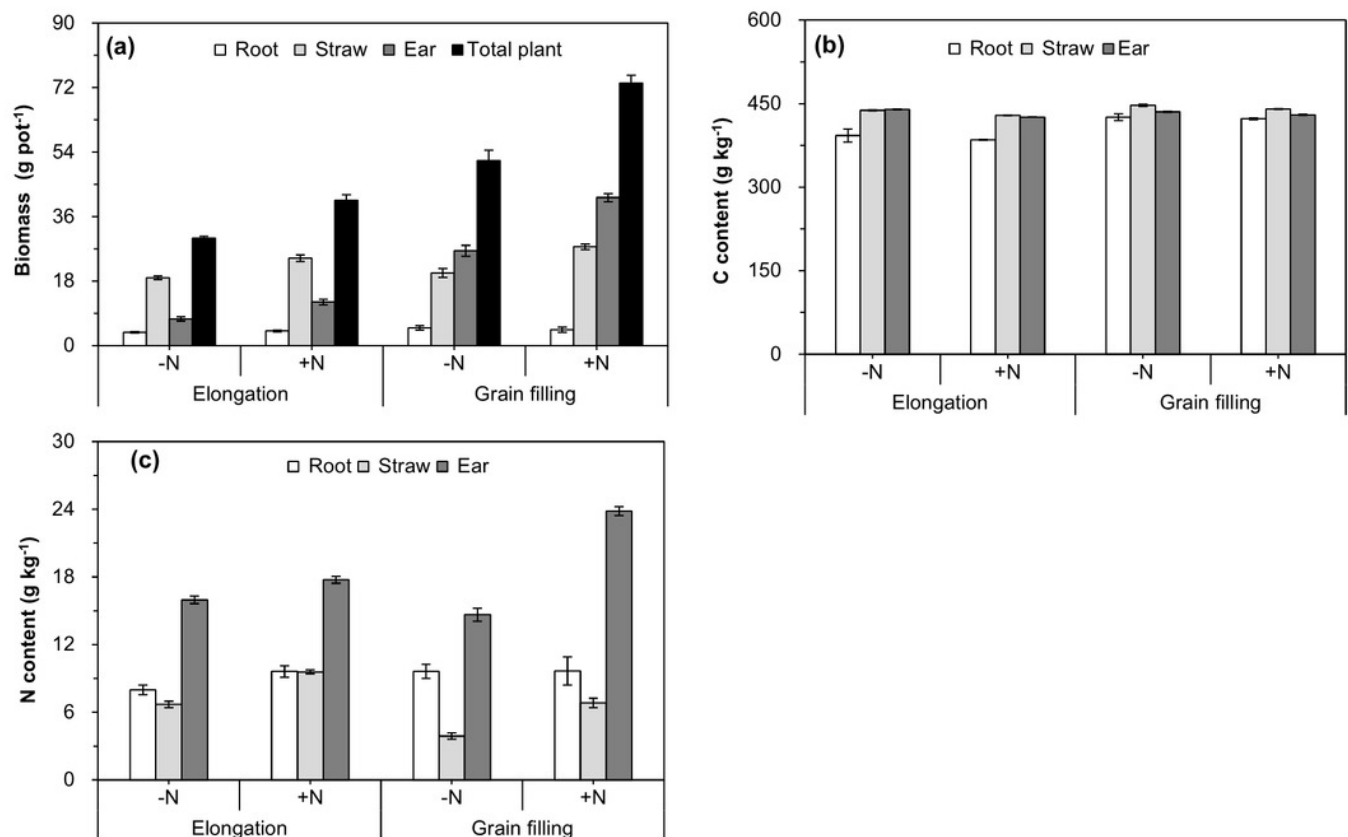 (a)
Root Straw Ear Total plant
Biomass (g pot-1)
90
72
54
36
18
0
-N +N -N +N
Elongation Grain filling
(b)
Root Straw Ear
C content (g kg-1)
600
450
300
150
0
-N +N -N +N
Elongation Grain filling
(c)
Root Straw Ear
N content (g kg-1)
30
24
18
12
6
0
-N +N -N +N
Elongation Grain filling